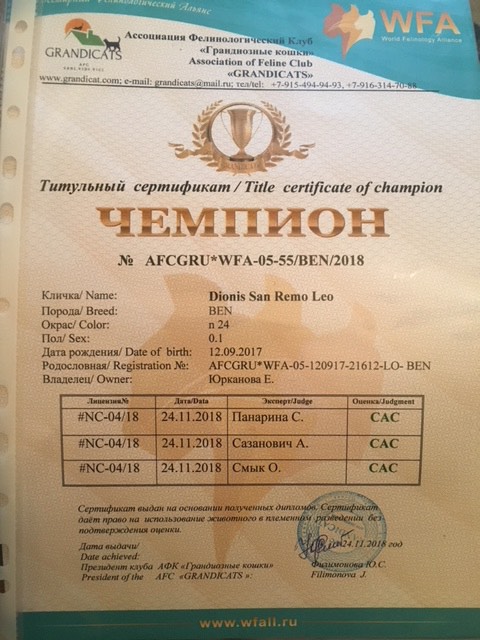 Всемирный Фелинологический Альянс
WFA
World Felinology Alliance
GRANDICATS
Ассоциация Фелинологический Клуб
«Грандиозные кошки»
Association of Feline Club
«GRANDICATS»
www.grandicat.com; e-mail: grandicats@mail.ru; тел/tel: +7-915-494-94-93, +7-916-314-70-88
Титульный сертификат / Title certificate of champion
ЧЕМПИОН
№ AFCGRU*WFA-05-55/BEN/2018
Кличка/ Name: Dionis San Remo Leo
Порода/ Breed: BEN
Окрас/ Color: n 24
Пол/ Sex: 0.1
Дата рождения/ Date of birth: 12.09.2017
Родословная/ Registration №: AFCGRU*WFA-05-120917-21612-LO- BEN
Владелец/ Owner: Юрканова Е.
Лицензия№ Дата/Data Эксперт/Judge Оценка/Judgment
#NC-04/18 24.11.2018 Панарина С. CAC
#NC-04/18 24.11.2018 Сазанович А. CAC
#NC-04/18 24.11.2018 Смык О. CAC
Сертификат выдан на основании полученных дипломов. Сертификат
даёт право на использование животного в племенном разведении без
подтверждения оценки.
Дата выдачи/
Date achieved: 24.11.2018 год
Президент клуба АФК «Грандиозные кошки» Филимонова Ю.С.
President of the AFC «GRANDICATS» : Filimonova J.
www.wfall.ru